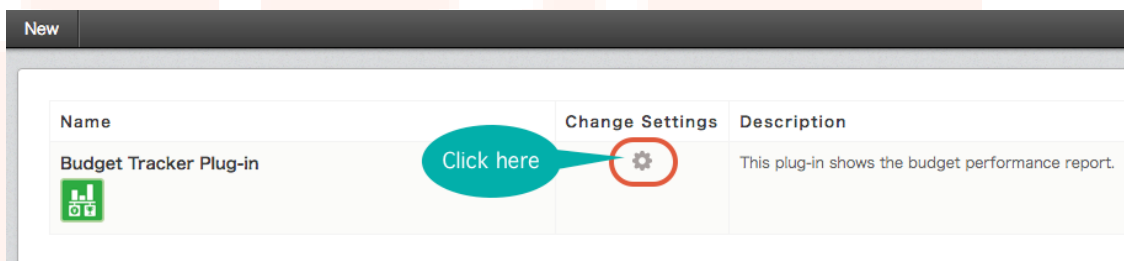 New
Name
Change Settings
Description
Budget Tracker Plug-in
Click here
This plug-in shows the budget performance report.